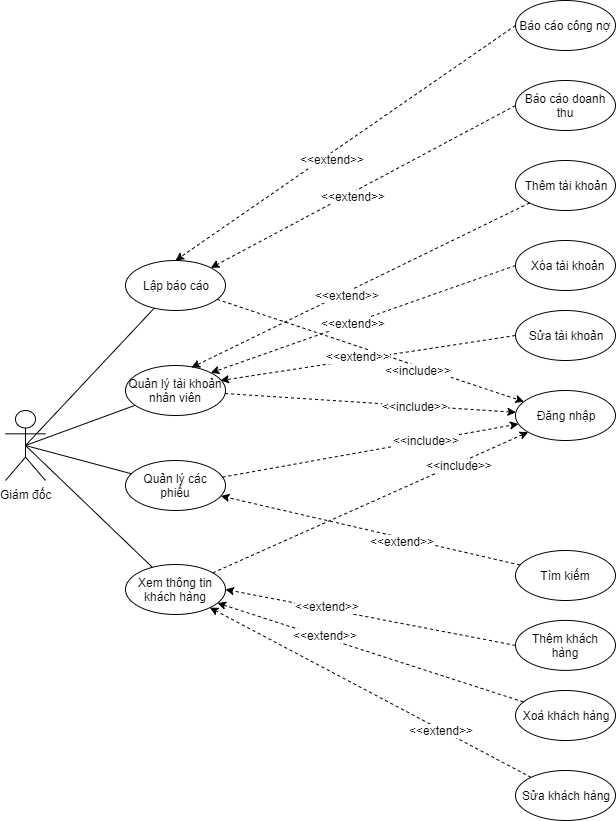 Báo cáo công nợ
Báo cáo doanh
thu
<<extend>>
Thêm tài khoản
<<extend>>
Xóa tài khoản
Lập báo cáo
<<extend>>
<<extend>>
Sửa tài khoản
<<extend>>
<<include>>
Quản lý tài khoản
nhân viên
<<include>>
Đăng nhập
<<include>>
<<include>>
Giám đốc
Quản lý các
phiếu
<<extend>>
Tìm kiếm
Xem thông tin
khách hàng
<<extend>>
<<extend>>
Thêm khách
hàng
Xoá khách hàng
<<extend>>
Sửa khách hàng